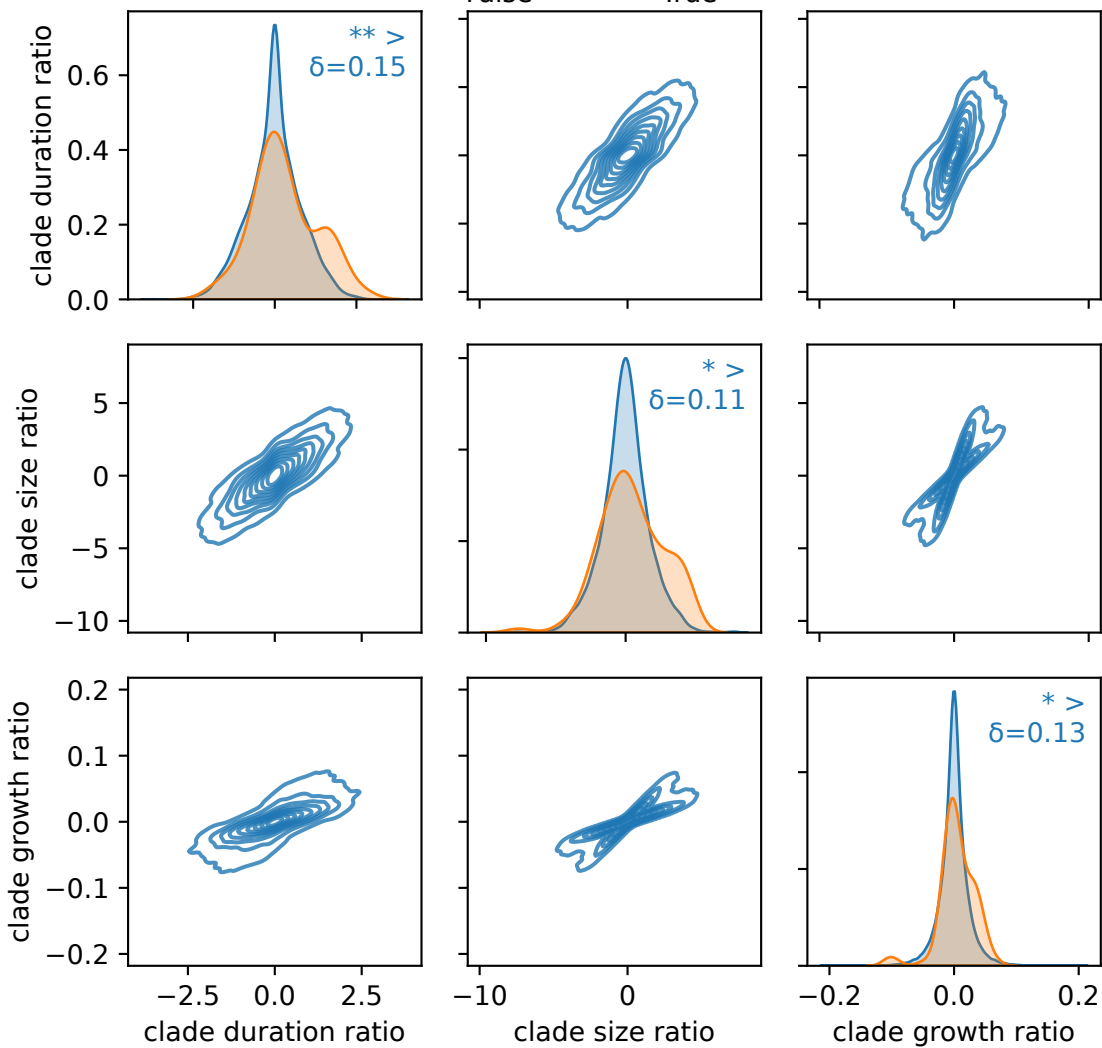 True
clade duration ratio
0.6
0.4
0.2
0.0
** >
δ=0.15
clade size ratio
5
0
−5
−10
* >
δ=0.11
clade growth ratio
0.2
0.1
0.0
−0.1
−0.2
* >
δ=0.13
−2.5
0.0
2.5
−10
0
−0.2
0.0
0.2
clade duration ratio
clade size ratio
clade growth ratio